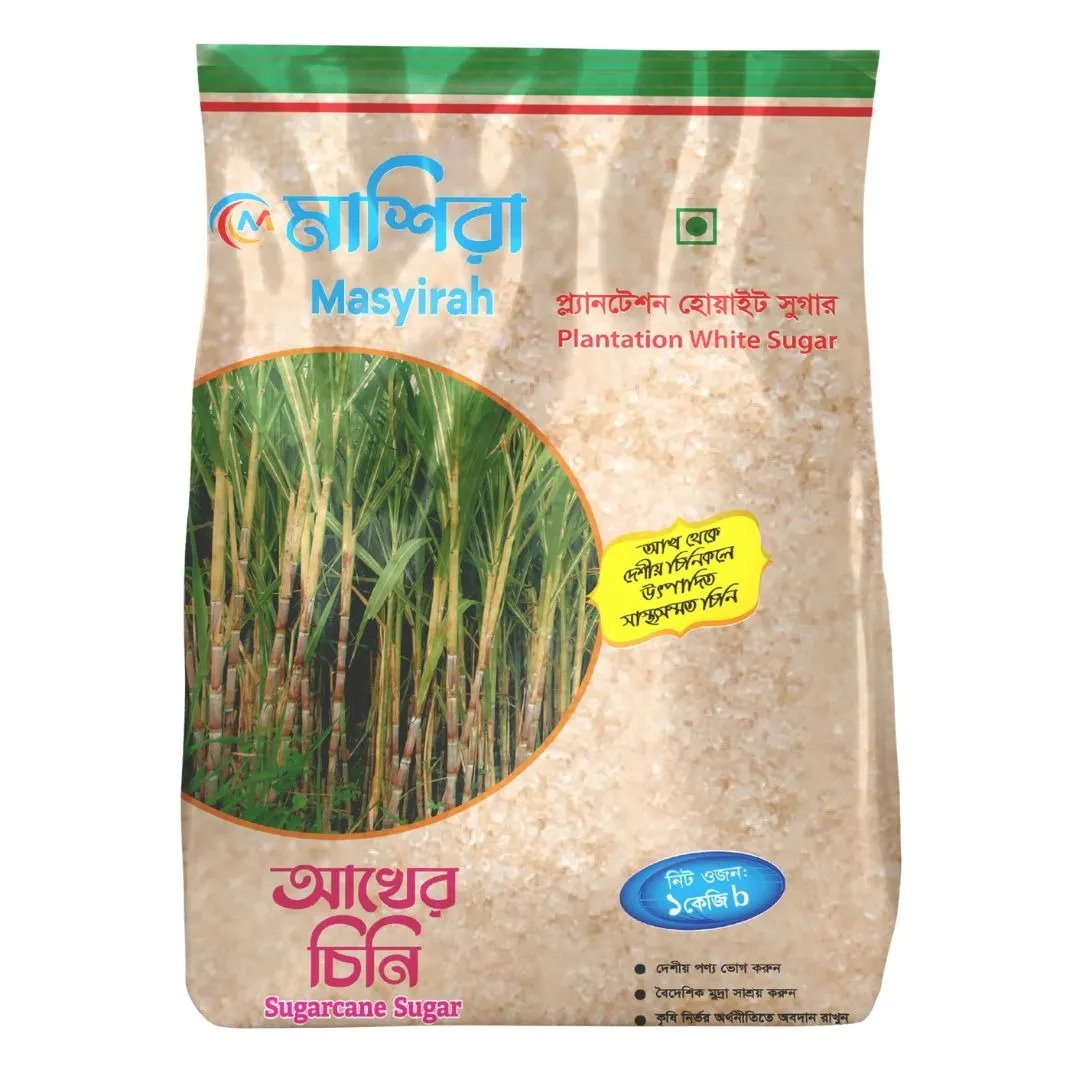 M মাশিরা
Masyirah
প্ল্যানটেশন হোয়াইট সুগার
Plantation White Sugar
আখ থেকে
দেশীয় চিনিকলে
উৎপাদিত
সাস্থ্যসম্মত চিনি
আখের
চিনি
Sugarcane Sugar
নিট ওজন:
১কেজি b
দেশীয় পণ্য ভোগ করুন
বৈদেশিক মুদ্রা সাশ্রয় করুন
কৃষি নির্ভর অর্থনীতিতে অবদান রাখুন